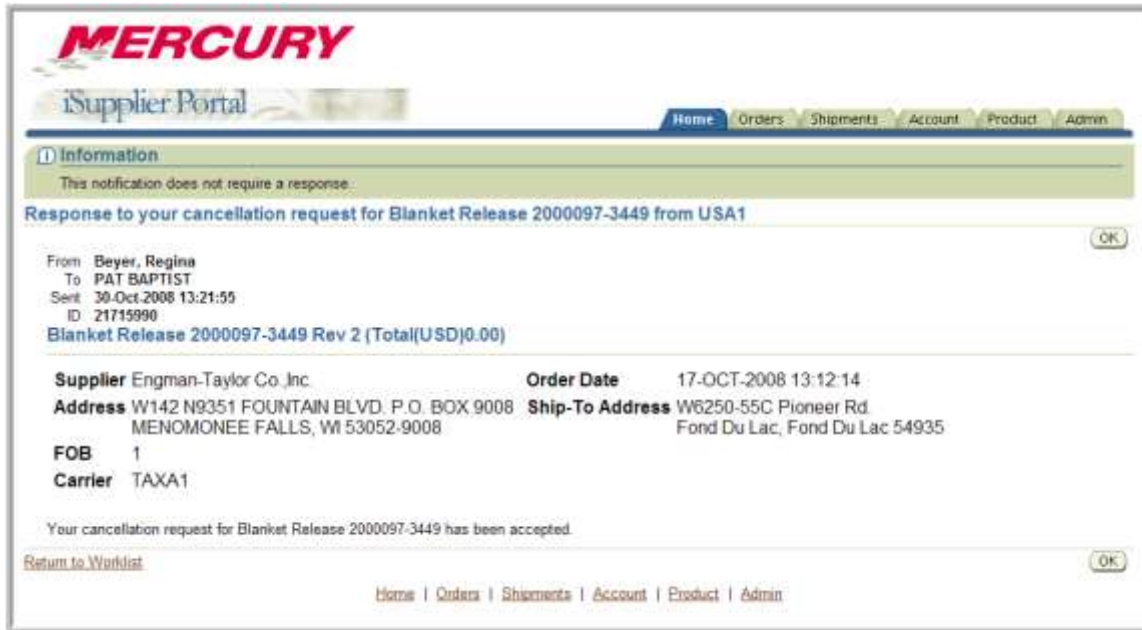 MERCURY
iSupplier Portal
Home Orders Shipments Account Product Admin
Information
This notification does not require a response.
Response to your cancellation request for Blanket Release 2000097-3449 from USA1
OK
From Beyer, Regina
To PAT BAPTIST
Sent 30-Oct-2008 13:21:55
ID 21715990
Blanket Release 2000097-3449 Rev 2 (Total(USD)0.00)
Supplier Engman-Taylor Co.,Inc. Order Date 17-OCT-2008 13:12:14
Address W142 N9351 FOUNTAIN BLVD. P.O. BOX 9008 Ship-To Address W6250-55C Pioneer Rd.
MENOMONEE FALLS, WI 53052-9008 Fond Du Lac, Fond Du Lac 54935
FOB 1
Carrier TAXA1
Your cancellation request for Blanket Release 2000097-3449 has been accepted.
Return to Worklist OK
Home | Orders | Shipments | Account | Product | Admin